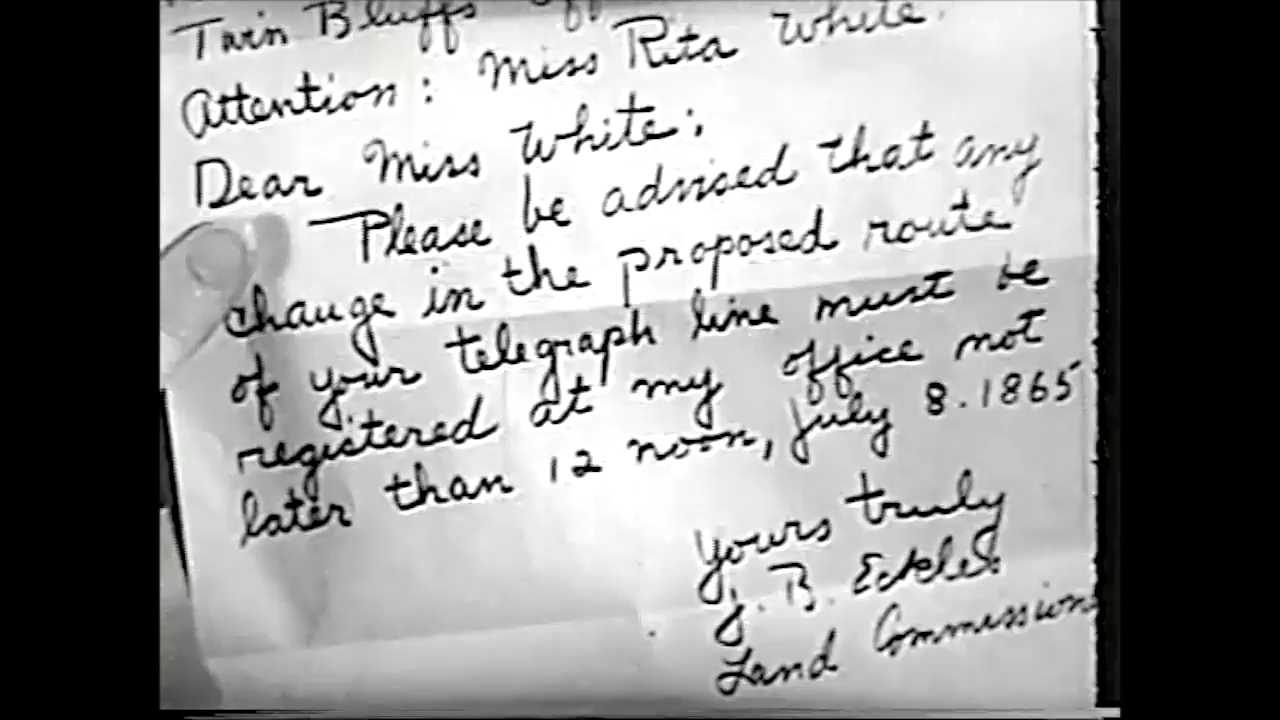 Twin Bluffs
Attention: Miss Rita White
Dear Miss White:
Please be advised that any
change in the proposed route
of your telegraph line must be
registered at my office not
later than 12 noon, July 8.1865
Yours truly
J. B. Eckles
Land Commission